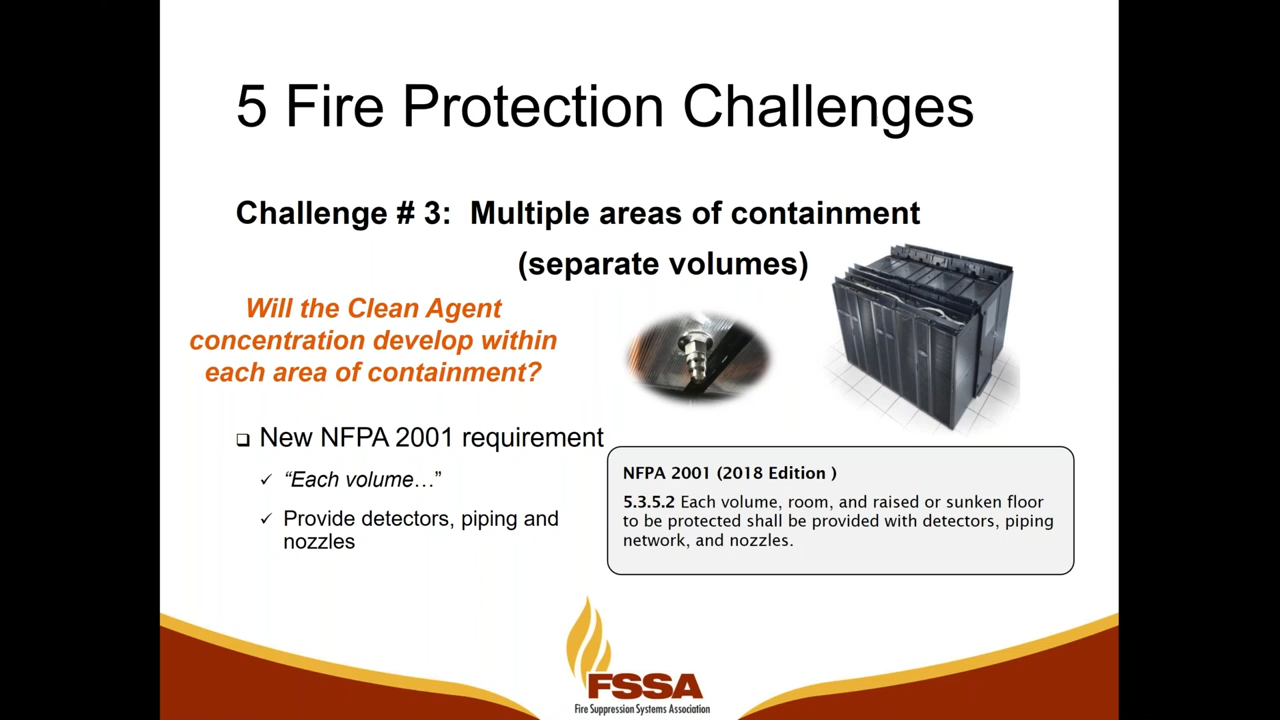 5 Fire Protection Challenges
Challenge # 3: Multiple areas of containment
(separate volumes)
Will the Clean Agent
concentration develop within
each area of containment?
❑ New NFPA 2001 requirement
✓ “Each volume…”
✓ Provide detectors, piping and
nozzles
NFPA 2001 (2018 Edition )
5.3.5.2 Each volume, room, and raised or sunken floor
to be protected shall be provided with detectors, piping
network, and nozzles.
FSSA
Fire Suppression Systems Association